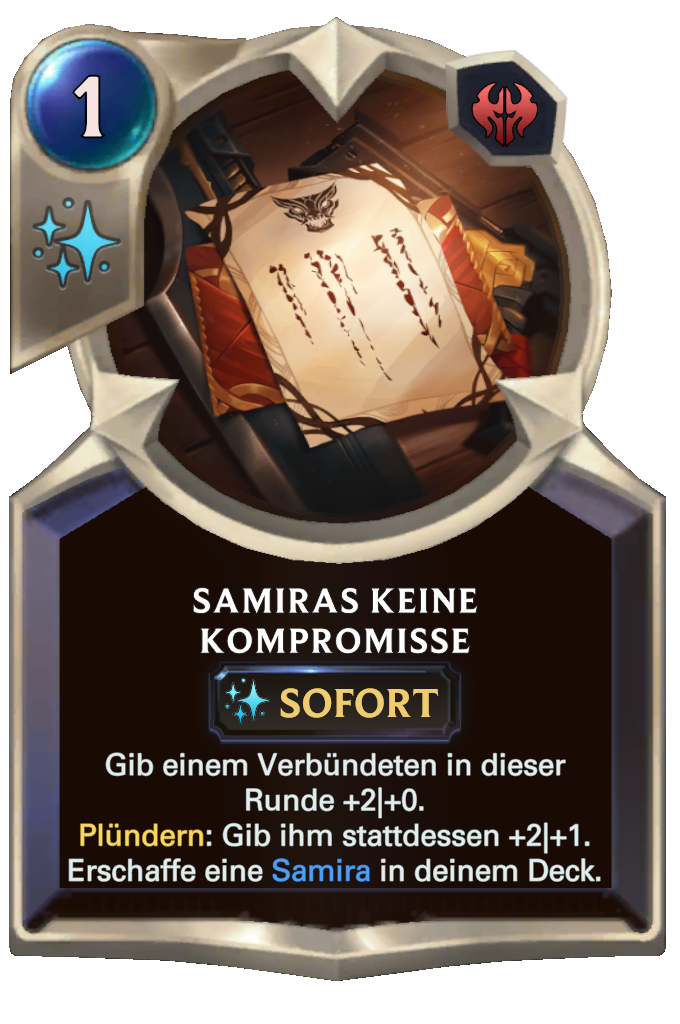 1
SAMIRAS KEINE
KOMPROMISSE
SOFORT
Gib einem Verbündeten in dieser
Runde +2|+0.
Plündern: Gib ihm stattdessen +2|+1.
Erschaffe eine Samira in deinem Deck.